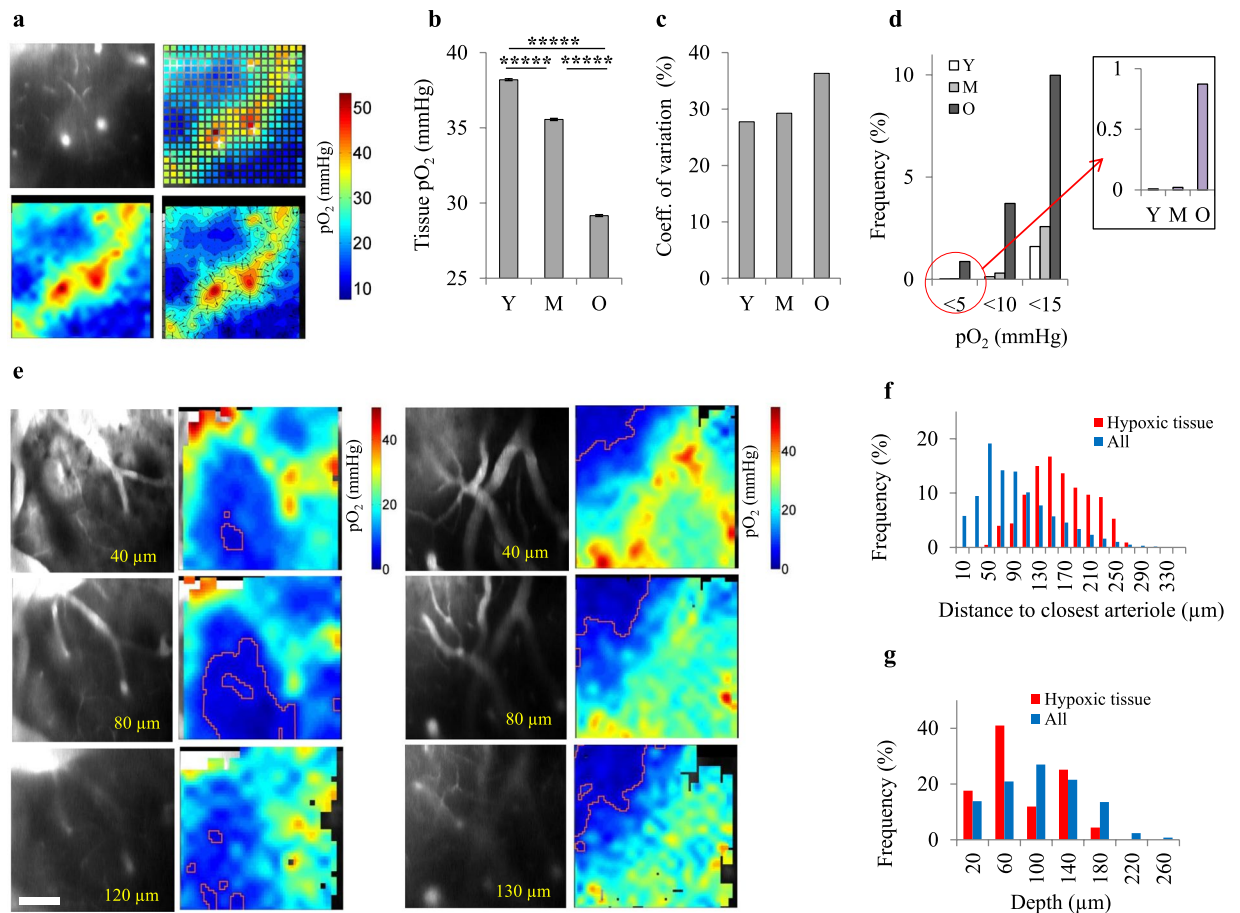 a
50
40
30
20
10
pO2 (mmHg)
b
*****
***** *****
40
35
30
25
Tissue pO2 (mmHg)
Y M O
c
40
30
20
10
0
Coeff. of variation (%)
Y M O
d
10
5
0
Frequency (%)
Y
M
O
<5 <10 <15
pO2 (mmHg)
1
0.5
0
Y M O
e
40 µm
80 µm
120 µm
40
20
0
pO2 (mmHg)
40 µm
80 µm
130 µm
40
20
0
pO2 (mmHg)
f
Hypoxic tissue
All
20
10
0
Frequency (%)
10 50 90 130 170 210 250 290 330
Distance to closest arteriole (µm)
g
Hypoxic tissue
All
40
20
0
Frequency (%)
20 60 100 140 180 220 260
Depth (µm)